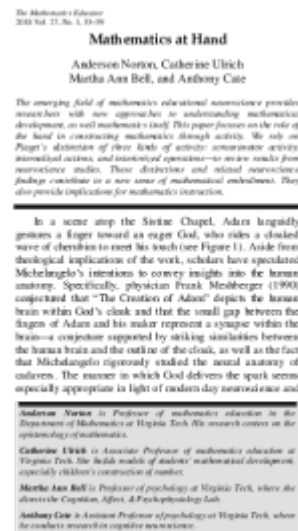 The Mathematics Educator
2018 Vol. 27, No. 1, 33–59
Mathematics at Hand
Anderson Norton, Catherine Ulrich
Martha Ann Bell, and Anthony Cate
The emerging field of mathematics educational neuroscience provides
researchers with new approaches to understanding mathematical
development, as well mathematics itself. This paper focuses on the role of
the hand in constructing mathematics through activity. We rely on
Piaget's distinction of three kinds of activity: sensorimotor activity,
internalized actions, and interiorized operations—to review results from
neuroscience studies. These distinctions and related neuroscience
findings contribute to a new sense of mathematical embodiment. They
also provide implications for mathematics instruction.
In a scene atop the Sistine Chapel, Adam languidly
gestures a finger toward an eager God, who rides a cloaked
wave of cherubim to meet his touch (see Figure 1). Aside from
theological implications of the work, scholars have speculated
Michelangelo's intentions to convey insights into the human
anatomy. Specifically, physician Frank Meshberger (1990)
conjectured that "The Creation of Adam" depicts the human
brain within God's cloak and that the small gap between the
fingers of Adam and his maker represent a synapse within the
brain—a conjecture supported by striking similarities between
the human brain and the outline of the cloak, as well as the fact
that Michelangelo rigorously studied the neural anatomy of
cadavers. The manner in which God delivers the spark seems
especially appropriate in light of modern day neuroscience and
Anderson Norton is Professor of mathematics education in the
Department of Mathematics at Virginia Tech. His research centers on the
epistemology of mathematics.
Catherine Ulrich is Associate Professor of mathematics education at
Virginia Tech. She builds models of students' mathematical development,
especially children's construction of number.
Martha Ann Bell is Professor of psychology at Virginia Tech, where she
directs the Cognition, Affect, & Psychophysiology Lab.
Anthony Cate is Assistant Professor of psychology at Virginia Tech, where
he conducts research in cognitive neuroscience.